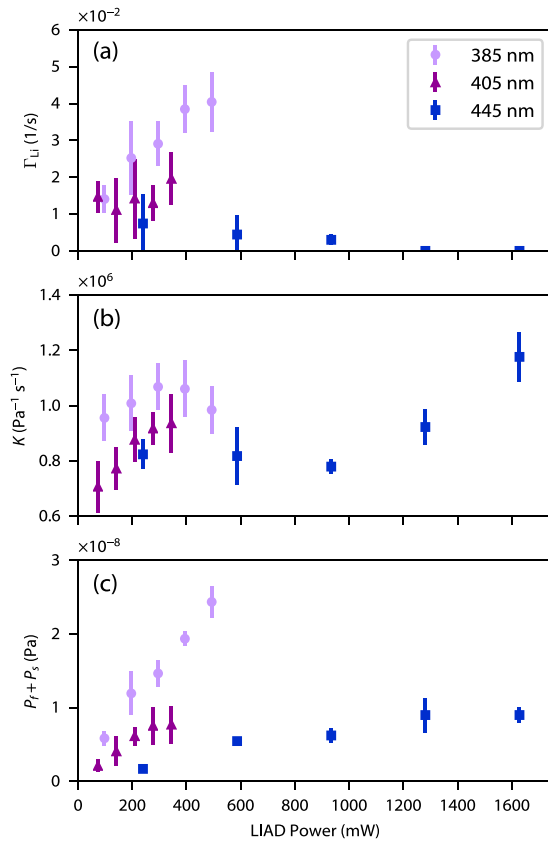 ×10⁻²
6
5
4
3
2
1
0
Γ_Li (1/s)
(a)
385 nm
405 nm
445 nm
×10⁶
1.4
1.2
1.0
0.8
0.6
K (Pa⁻¹ s⁻¹)
(b)
×10⁻⁸
3
2
1
0
P_f + P_s (Pa)
(c)
0 200 400 600 800 1000 1200 1400 1600
LIAD Power (mW)